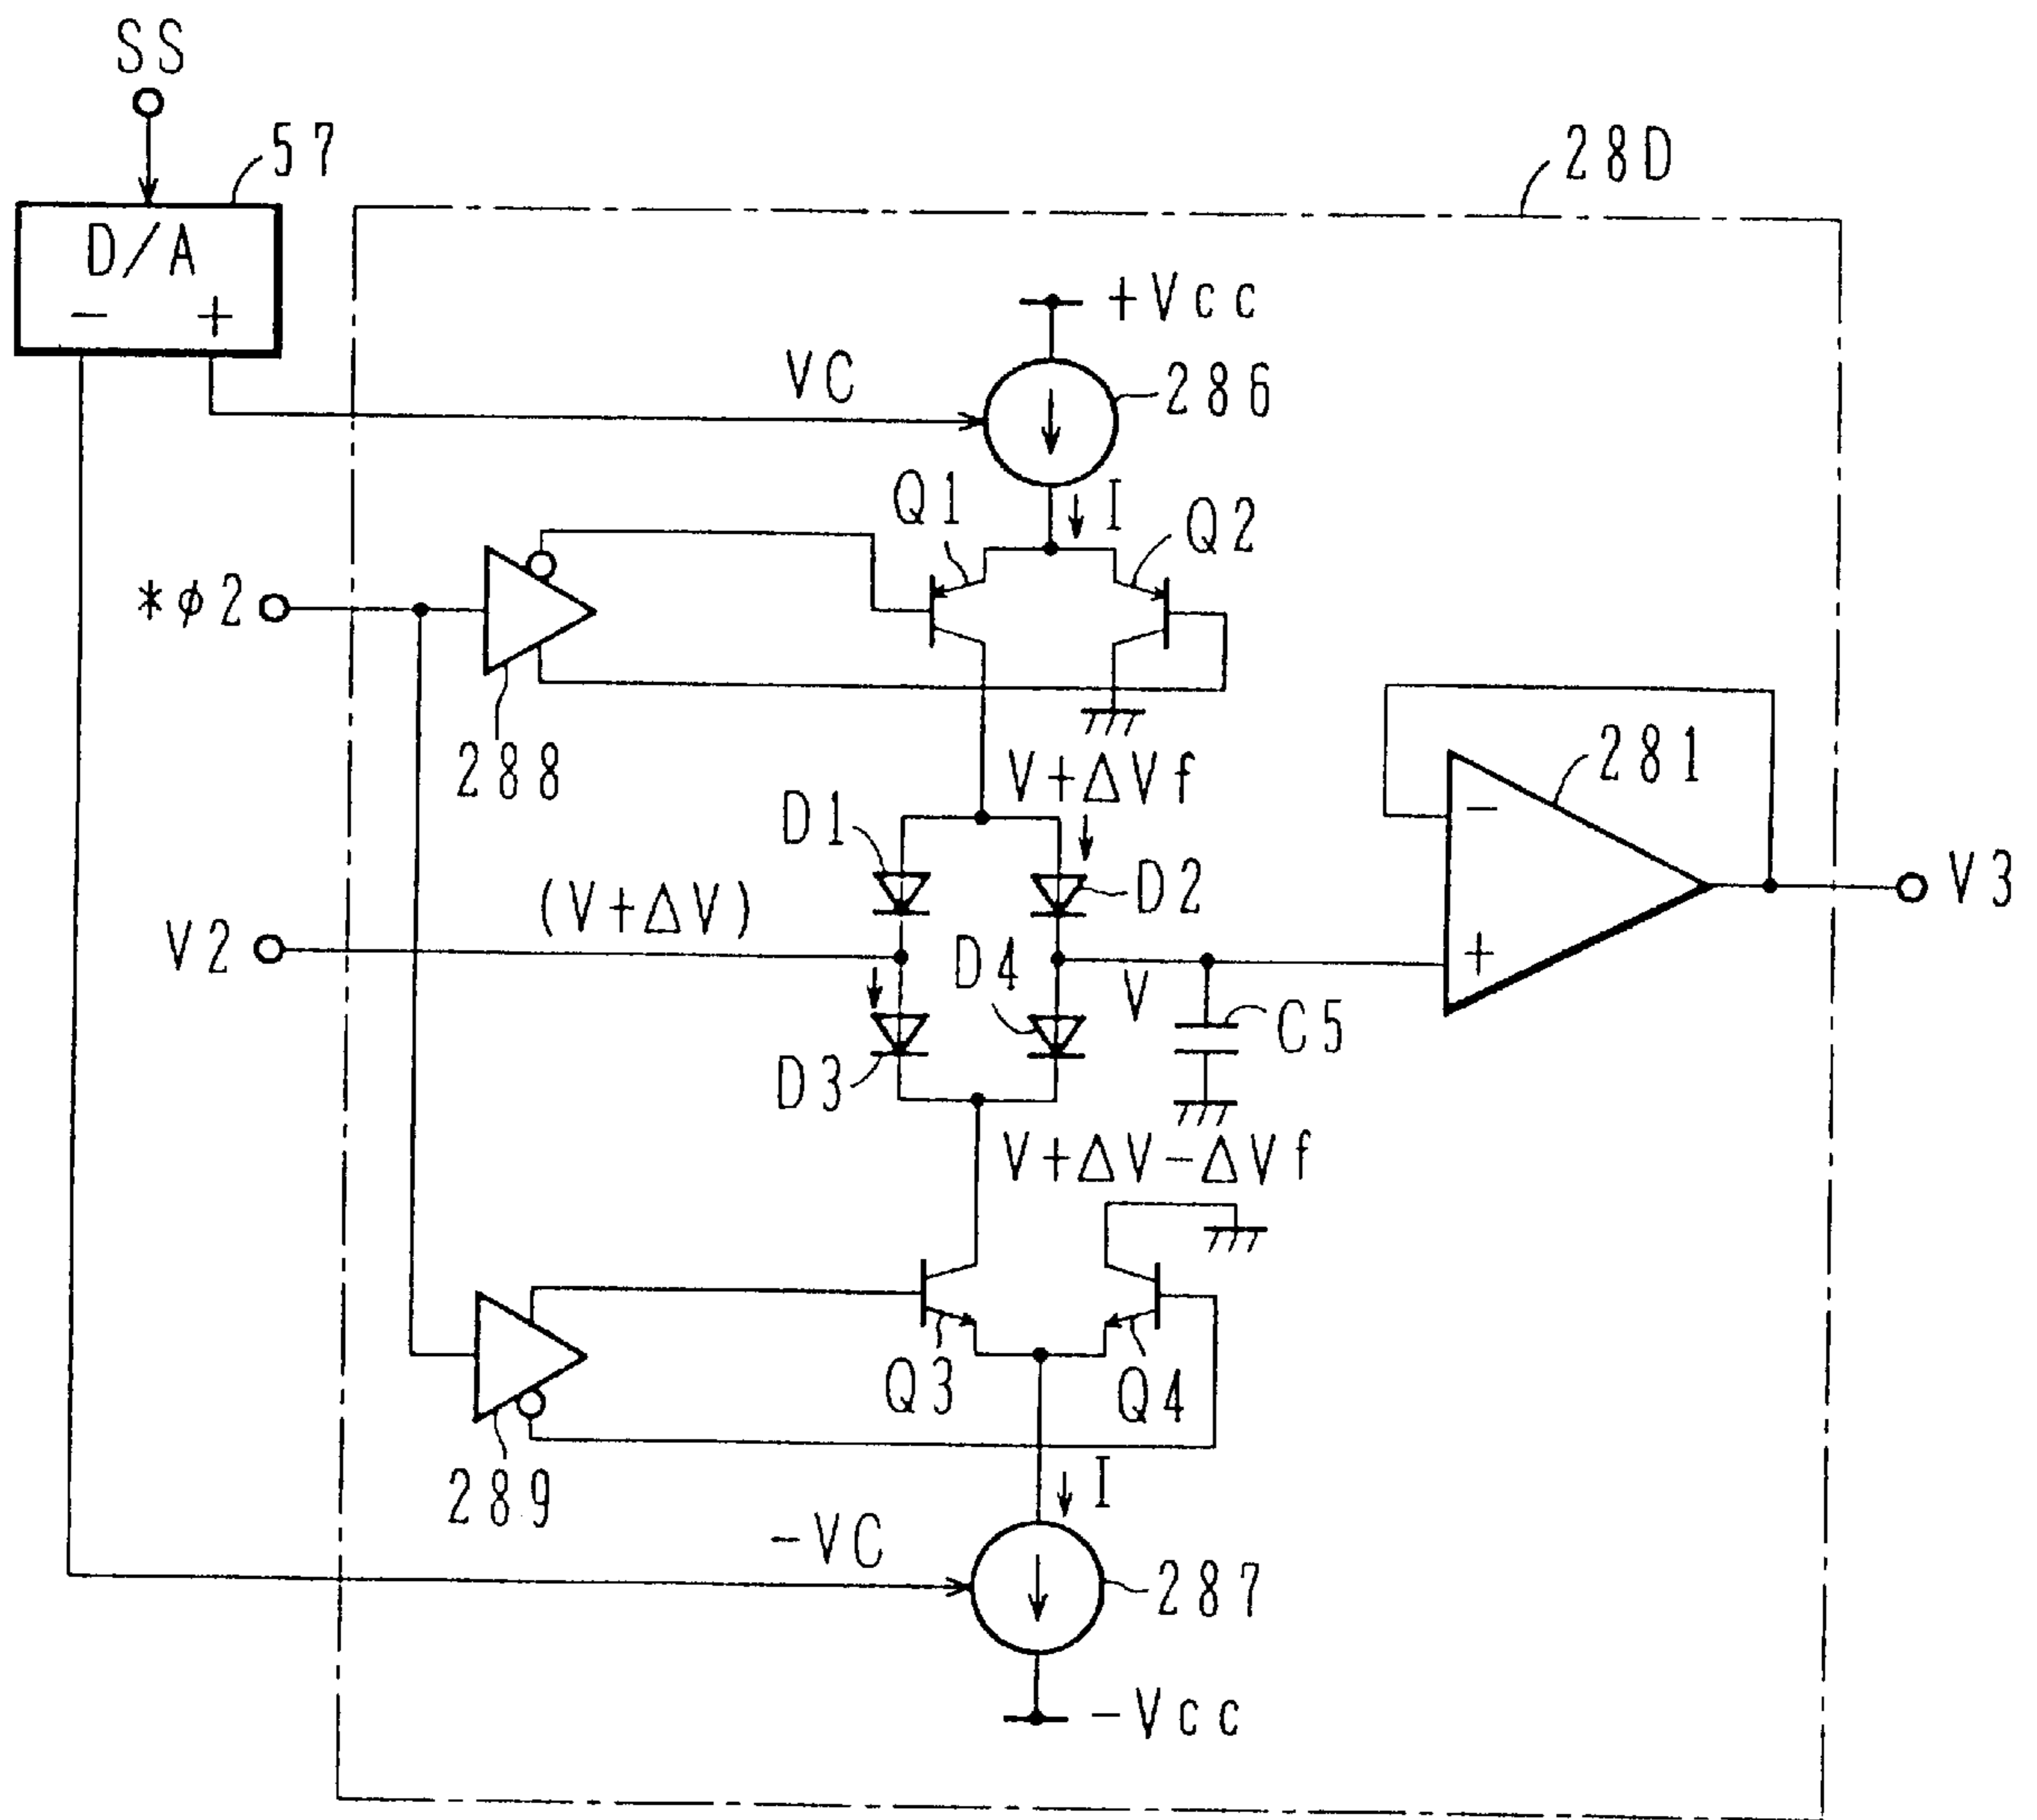 SS
57
28D
D/A
- +
+Vcc
VC
286
Q1
I
Q2
*φ2
288
V+ΔVf
281
D1
-
D2
(V+ΔV)
V3
V2
D4
+
V
C5
D3
V+ΔV-ΔVf
Q3
Q4
289
I
-VC
287
-Vcc